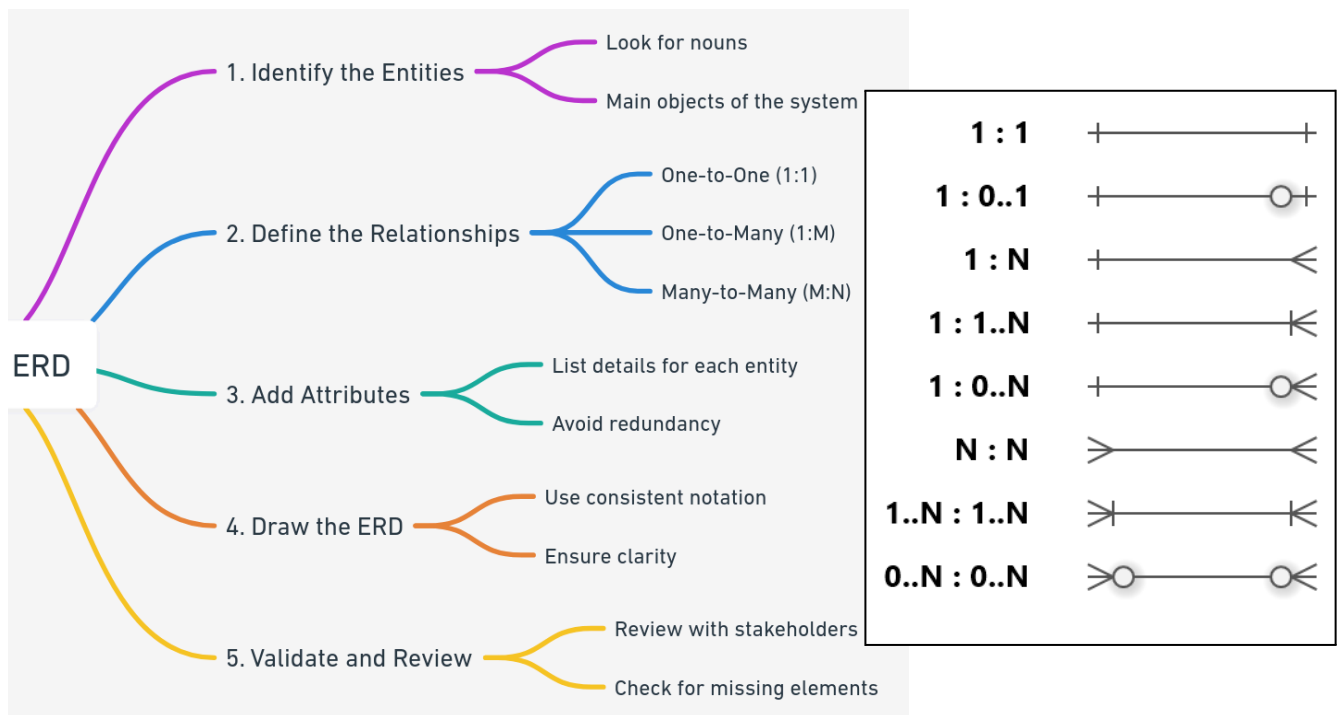 ERD
1. Identify the Entities
Look for nouns
Main objects of the system
2. Define the Relationships
One-to-One (1:1)
One-to-Many (1:M)
Many-to-Many (M:N)
3. Add Attributes
List details for each entity
Avoid redundancy
4. Draw the ERD
Use consistent notation
Ensure clarity
5. Validate and Review
Review with stakeholders
Check for missing elements
1 : 1
1 : 0..1
1 : N
1 : 1..N
1 : 0..N
N : N
1..N : 1..N
0..N : 0..N